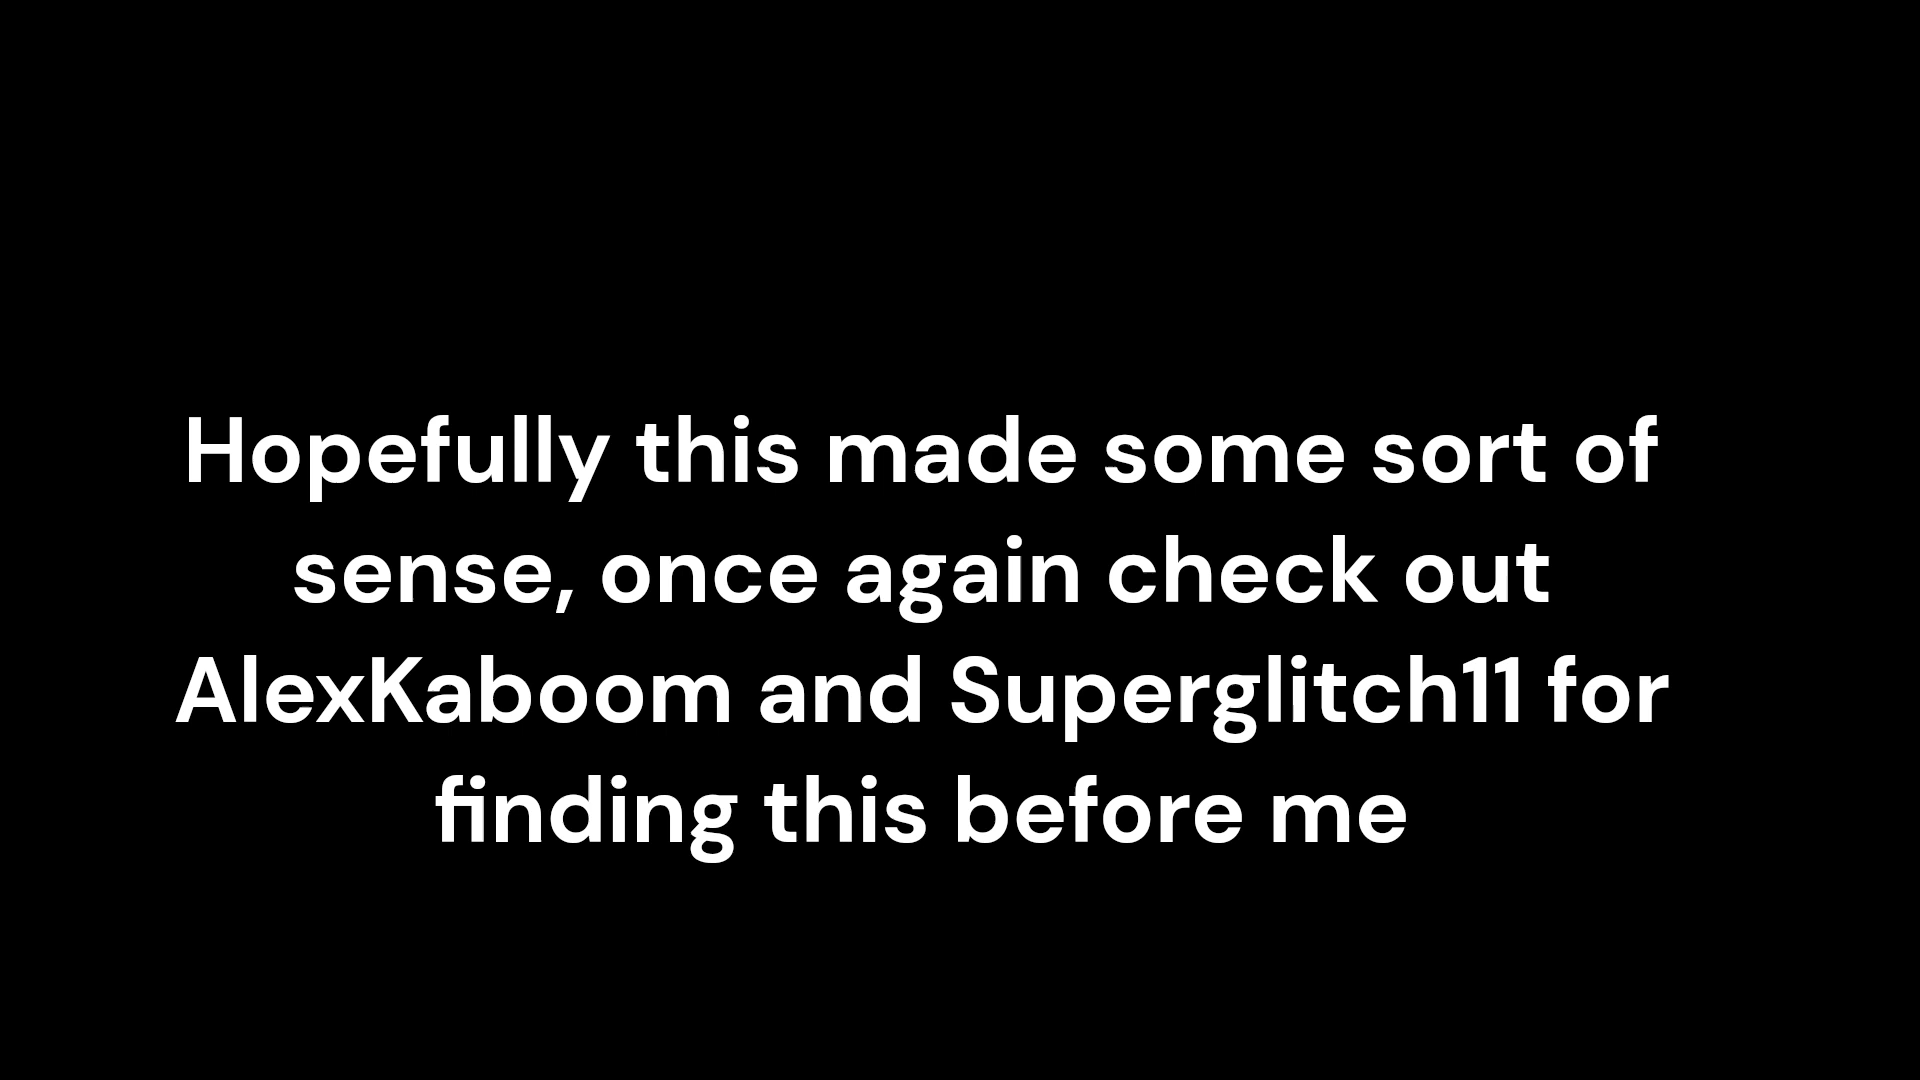 Hopefully this made some sort of
sense, once again check out
AlexKaboom and Superglitch11 for
finding this before me